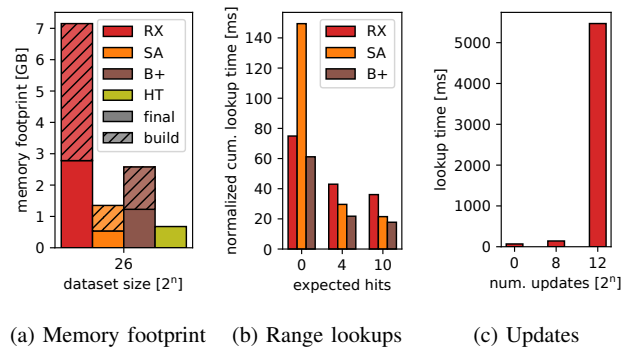 memory footprint [GB]
7
6
5
4
3
2
1
0
RX
SA
B+
HT
final
build
26
dataset size [2ⁿ]
normalized cum. lookup time [ms]
140
120
100
80
60
40
20
0
RX
SA
B+
0 4 10
expected hits
lookup time [ms]
5000
4000
3000
2000
1000
0
0 8 12
num. updates [2ⁿ]
(a) Memory footprint
(b) Range lookups
(c) Updates